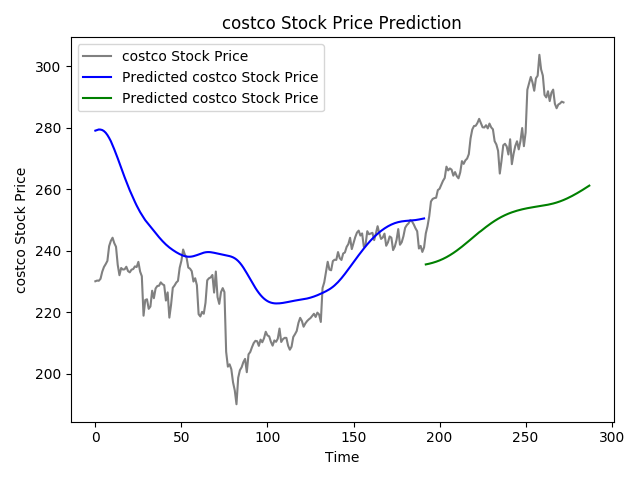 costco Stock Price Prediction
costco Stock Price
Predicted costco Stock Price
Predicted costco Stock Price
costco Stock Price
300
280
260
240
220
200
0 50 100 150 200 250 300
Time